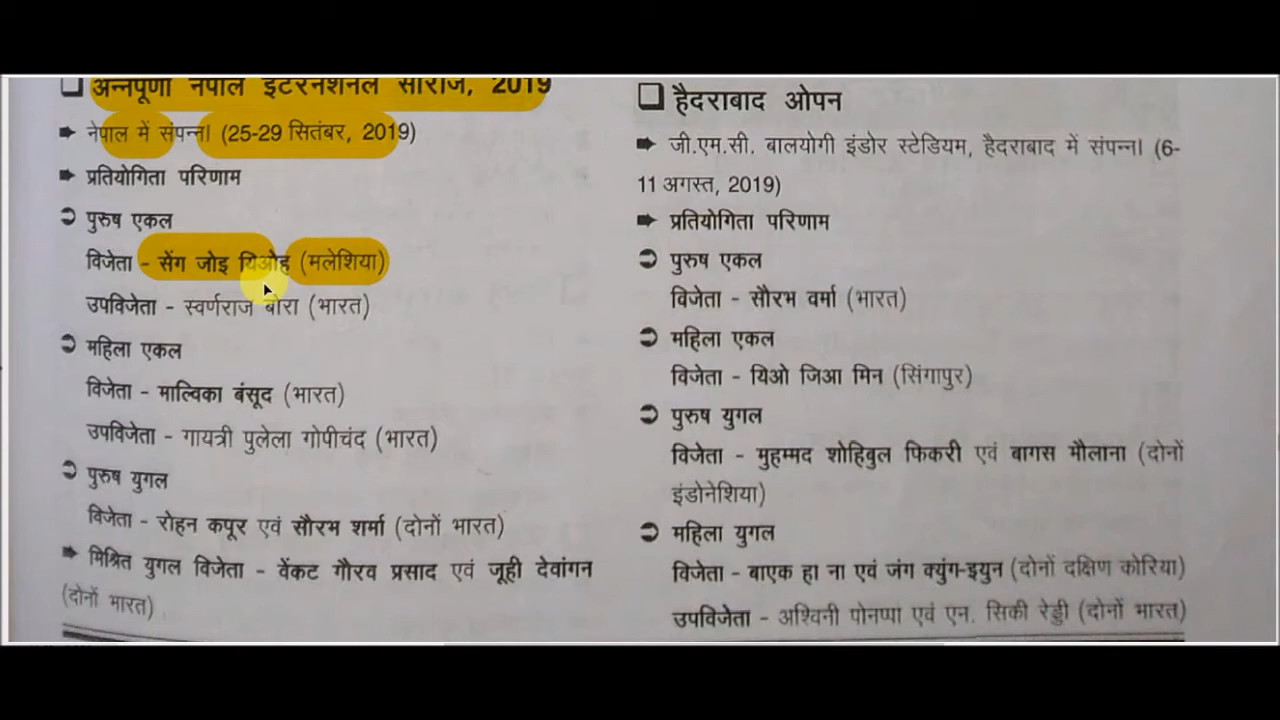 अन्नपूर्णा नेपाल इंटरनेशनल सीरीज, 2019
नेपाल में संपन्न। (25-29 सितंबर, 2019)
प्रतियोगिता परिणाम
पुरुष एकल
विजेता - सेंग जोइ यिओह (मलेशिया)
उपविजेता - स्वर्णराज बोरा (भारत)
महिला एकल
विजेता - माल्विका बंसूद (भारत)
उपविजेता - गायत्री पुलेला गोपीचंद (भारत)
पुरुष युगल
विजेता - रोहन कपूर एवं सौरभ शर्मा (दोनों भारत)
मिश्रित युगल विजेता - वेंकट गौरव प्रसाद एवं जूही देवांगन
(दोनों भारत)
हैदराबाद ओपन
जी.एम.सी. बालयोगी इंडोर स्टेडियम, हैदराबाद में संपन्न। (6-
11 अगस्त, 2019)
प्रतियोगिता परिणाम
पुरुष एकल
विजेता - सौरभ वर्मा (भारत)
महिला एकल
विजेता - यिओ जिआ मिन (सिंगापुर)
पुरुष युगल
विजेता - मुहम्मद शोहिबुल फिकरी एवं बागस मौलाना (दोनों
इंडोनेशिया)
महिला युगल
विजेता - बाएक हा ना एवं जंग क्युंग-इयुन (दोनों दक्षिण कोरिया)
उपविजेता - अश्विनी पोनप्पा एवं एन. सिकी रेड्डी (दोनों भारत)